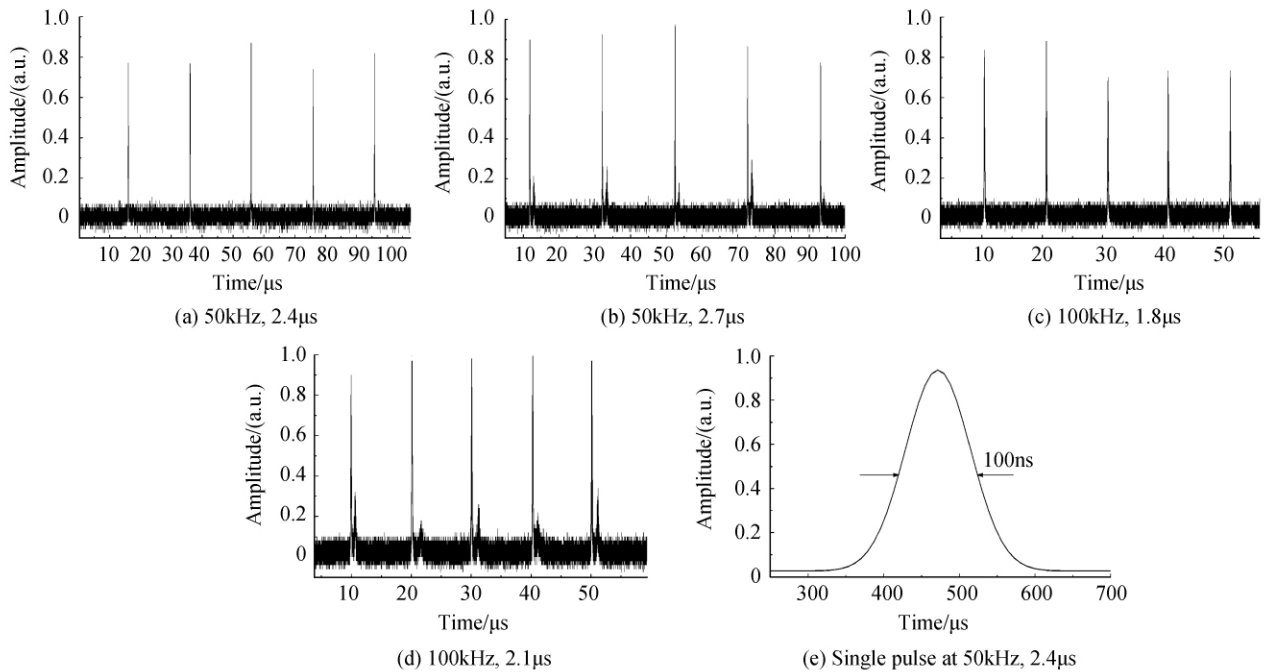 1.0
0.8
0.6
0.4
0.2
0
Amplitude/(a.u.)
10 20 30 40 50 60 70 80 90 100
Time/μs
(a) 50kHz, 2.4μs
1.0
0.8
0.6
0.4
0.2
0
Amplitude/(a.u.)
10 20 30 40 50 60 70 80 90 100
Time/μs
(b) 50kHz, 2.7μs
1.0
0.8
0.6
0.4
0.2
0
Amplitude/(a.u.)
10 20 30 40 50
Time/μs
(c) 100kHz, 1.8μs
1.0
0.8
0.6
0.4
0.2
0
Amplitude/(a.u.)
10 20 30 40 50
Time/μs
(d) 100kHz, 2.1μs
1.0
0.8
0.6
0.4
0.2
0
Amplitude/(a.u.)
100ns
300 400 500 600 700
Time/μs
(e) Single pulse at 50kHz, 2.4μs